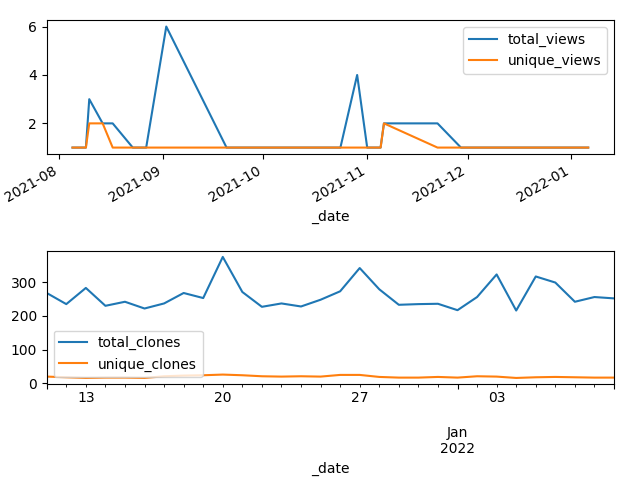 6
4
2
total_views
unique_views
2021-08
2021-09
2021-10
2021-11
2021-12
2022-01
_date
300
200
100
0
total_clones
unique_clones
13
20
27
03
Jan
2022
_date